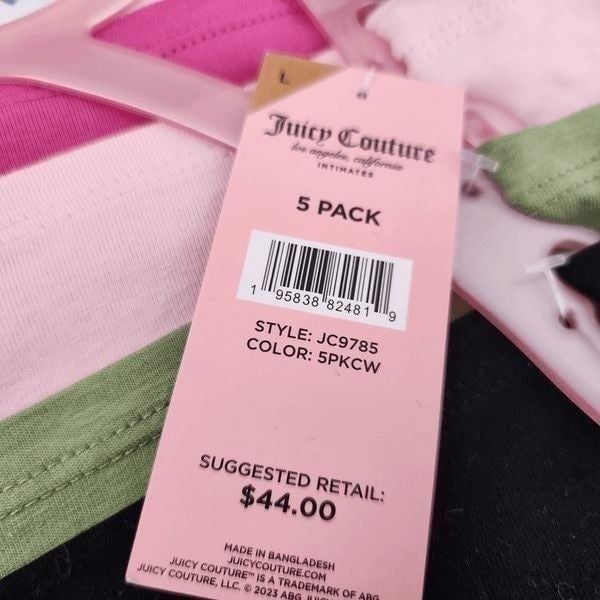 L
Juicy Couture
los angeles, california
INTIMATES
5 PACK
1 95838 82481 9
STYLE: JC9785
COLOR: 5PKCW
SUGGESTED RETAIL:
$44.00
MADE IN BANGLADESH
JUICYCOUTURE.COM
JUICY COUTURE™ IS A TRADEMARK OF ABG
JUICY COUTURE, LLC. © 2023 ABG JUICY